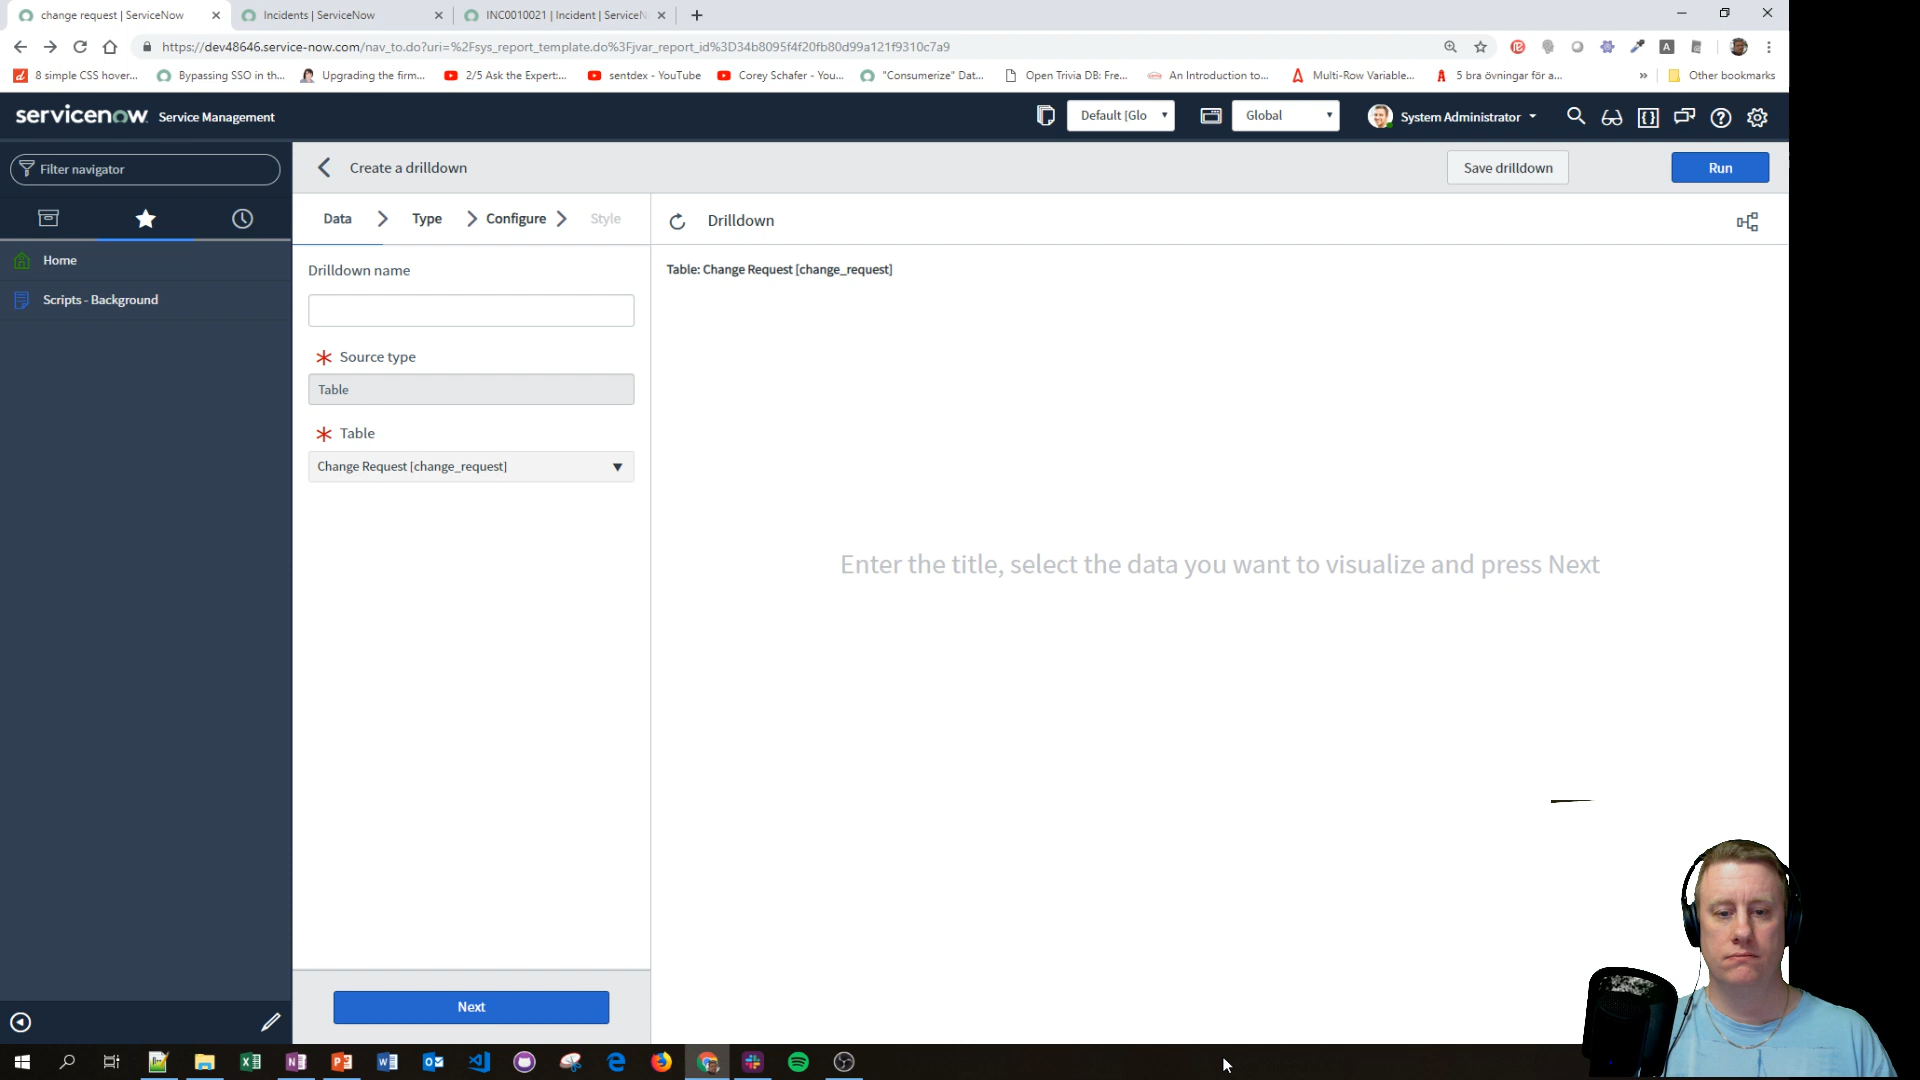 change request | ServiceNow
Incidents | ServiceNow
INC0010021 | Incident | ServiceN
https://dev48646.service-now.com/nav_to.do?uri=%2Fsys_report_template.do%3Fjvar_report_id%3D34b8095f4f20fb80d99a121f9310c7a9
8 simple CSS hover...
Bypassing SSO in th...
Upgrading the firm...
2/5 Ask the Expert:...
sentdex - YouTube
Corey Schafer - You...
"Consumerize" Dat...
Open Trivia DB: Fre...
An Introduction to...
Multi-Row Variable...
5 bra övningar för a...
»
Other bookmarks
servicenow Service Management
Default |Glo
Global
System Administrator
Filter navigator
Create a drilldown
Save drilldown
Run
Data
Type
Configure
Style
Drilldown
Home
Scripts - Background
Drilldown name
Source type
Table
Table
Change Request [change_request]
Table: Change Request [change_request]
Enter the title, select the data you want to visualize and press Next
Next